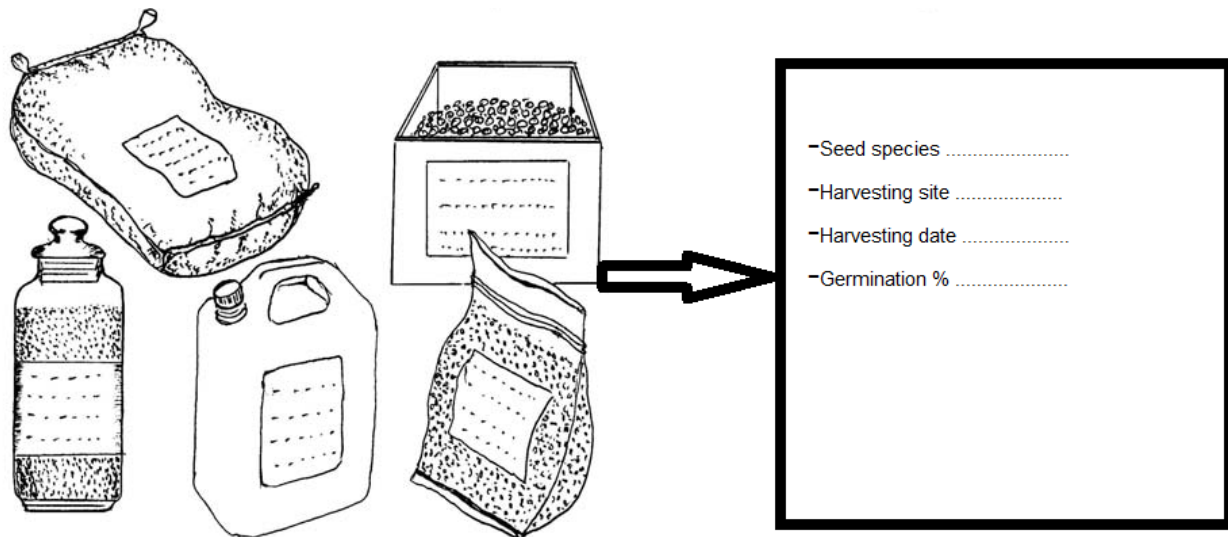 -Seed species ......................
-Harvesting site ...................
-Harvesting date ...................
-Germination % ....................